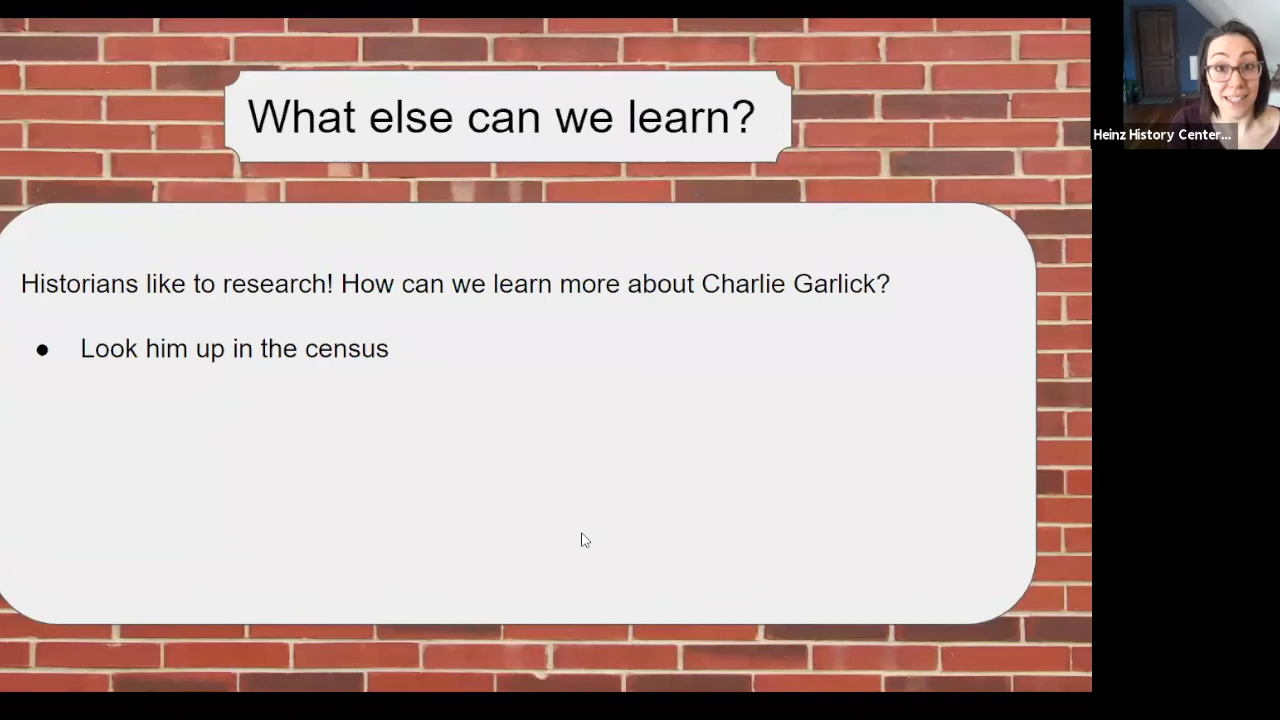 What else can we learn?
Heinz History Center...
Historians like to research! How can we learn more about Charlie Garlick?
● Look him up in the census